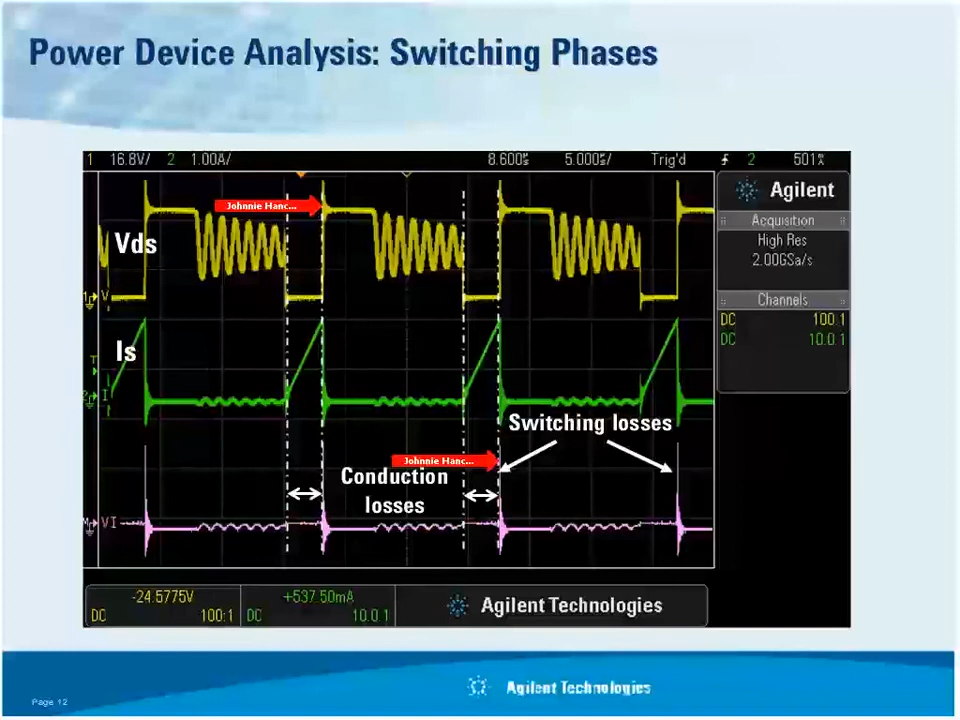 Power Device Analysis: Switching Phases
1 16.8V/ 2 1.00A/ 8.600s 5.000s/ Trig'd 2 501
Agilent
Acquisition
High Res
2.00GSa/s
Channels
DC 100:1
DC 10.0:1
Johnnie Hanc...
Vds
Is
Switching losses
Johnnie Hanc...
Conduction
losses
VI
-24.5775V
DC 100:1
+537.50mA
DC 10.0:1
Agilent Technologies
Agilent Technologies
Page 12